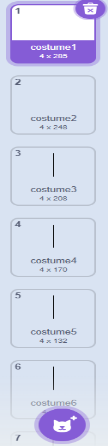 1
costume1
4 x 285
2
costume2
4 x 248
3
costume3
4 x 208
4
costume4
4 x 170
5
costume5
4 x 132
6
costume6
7